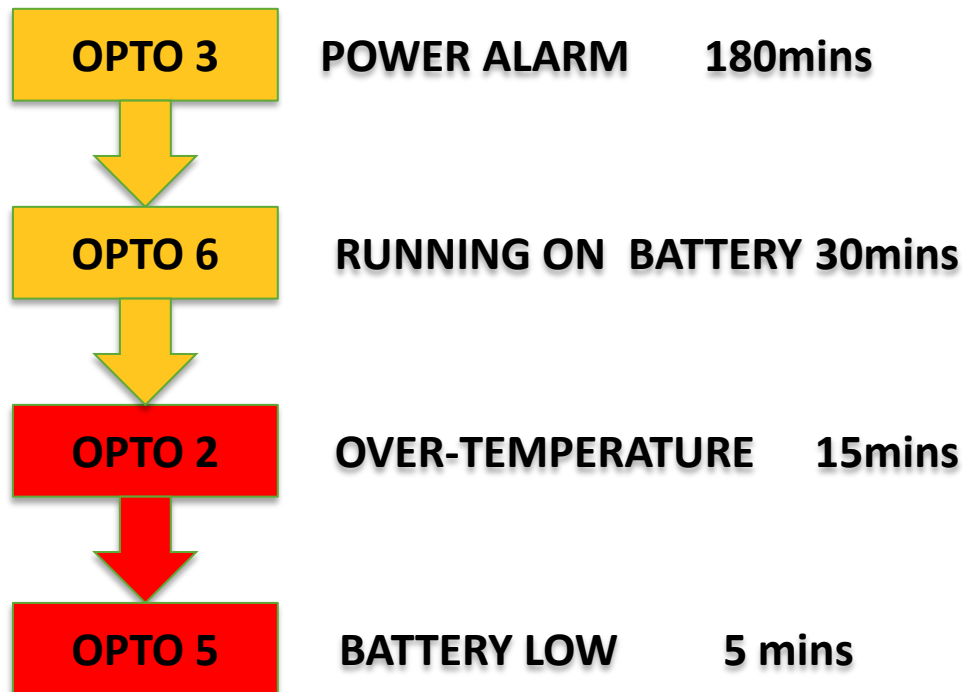 OPTO 3 POWER ALARM 180mins
OPTO 6 RUNNING ON BATTERY 30mins
OPTO 2 OVER-TEMPERATURE 15mins
OPTO 5 BATTERY LOW 5 mins